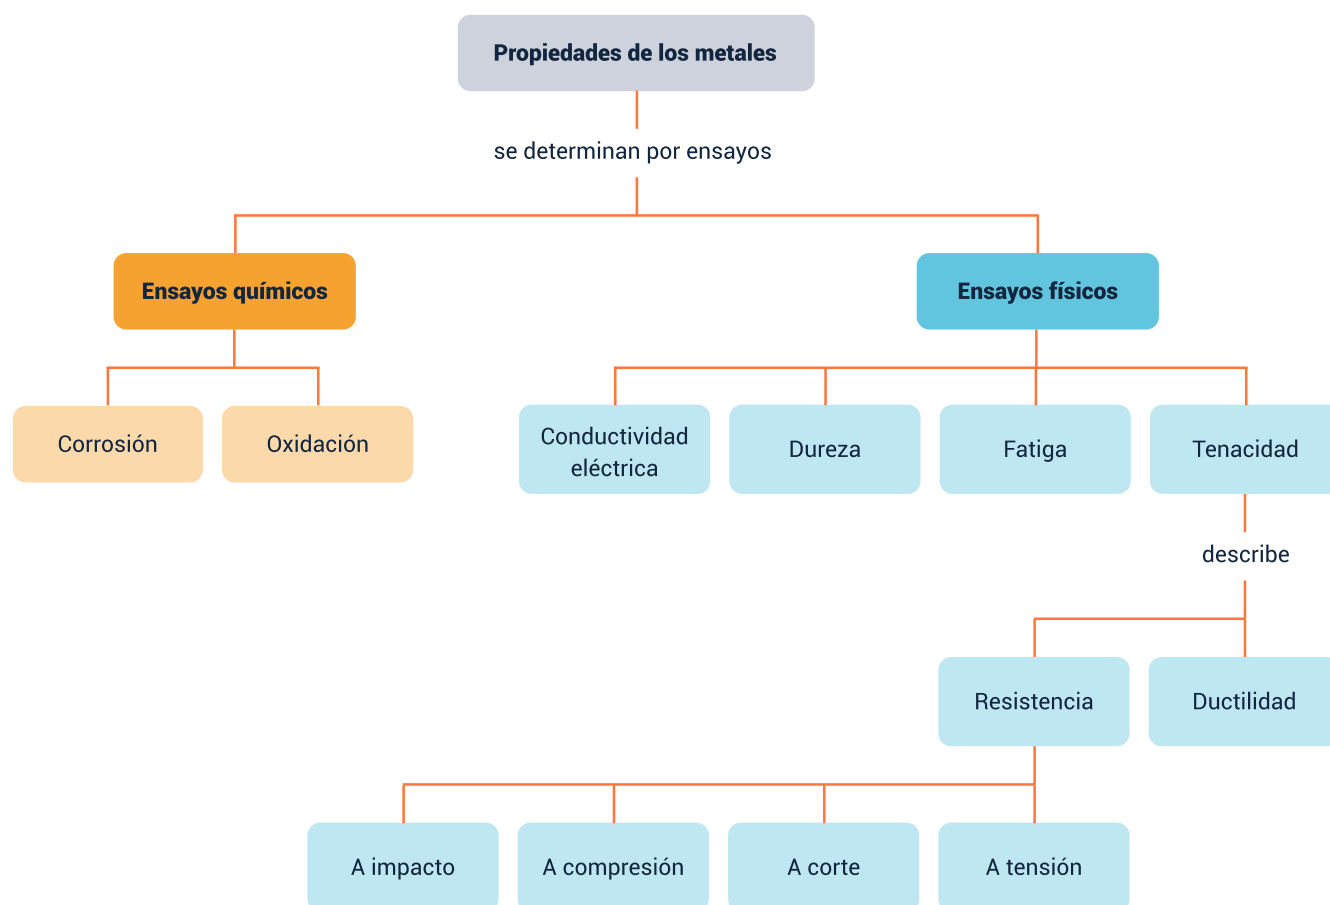 Propiedades de los metales
se determinan por ensayos
Ensayos químicos
Ensayos físicos
Corrosión
Oxidación
Conductividad
eléctrica
Dureza
Fatiga
Tenacidad
describe
Resistencia
Ductilidad
A impacto
A compresión
A corte
A tensión